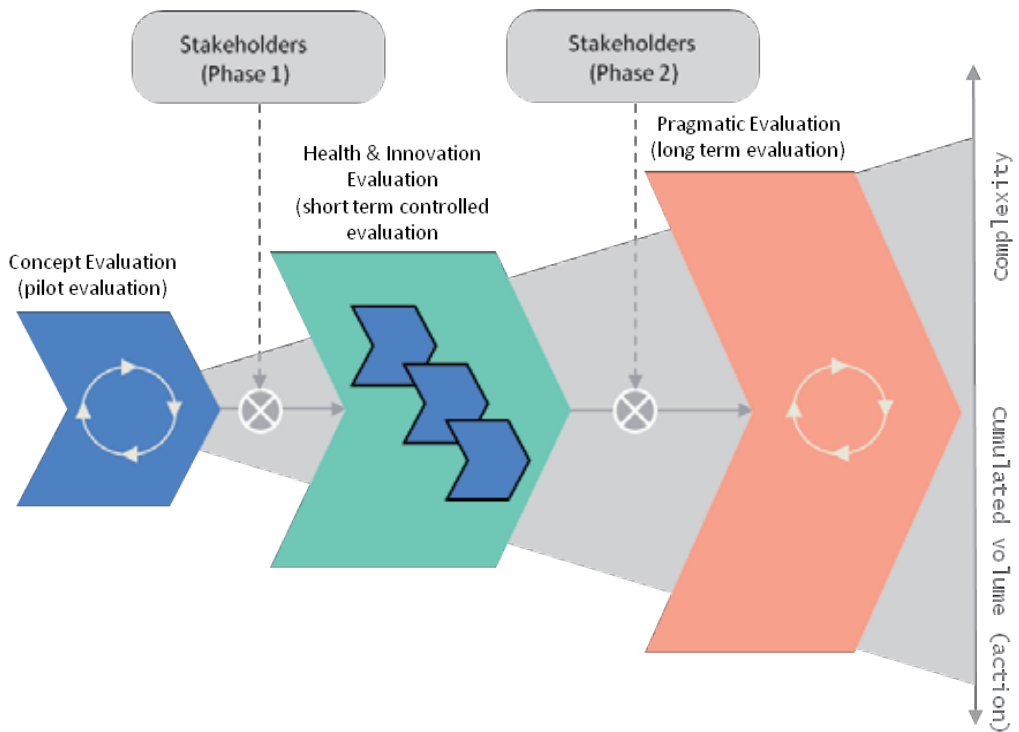 Stakeholders
(Phase 1)
Stakeholders
(Phase 2)
Pragmatic Evaluation
(long term evaluation)
Health & Innovation
Evaluation
(short term controlled
evaluation
Concept Evaluation
(pilot evaluation)
complexity
Cumulated volume (action)